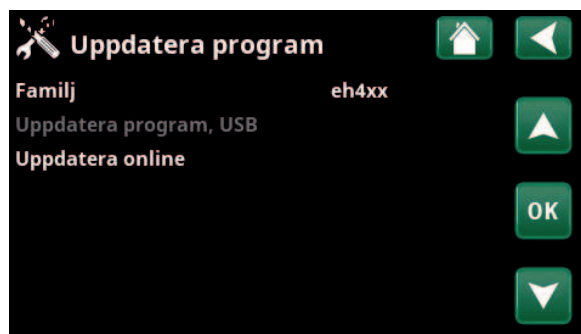 Uppdatera program
Familj eh4xx
Uppdatera program, USB
Uppdatera online
OK